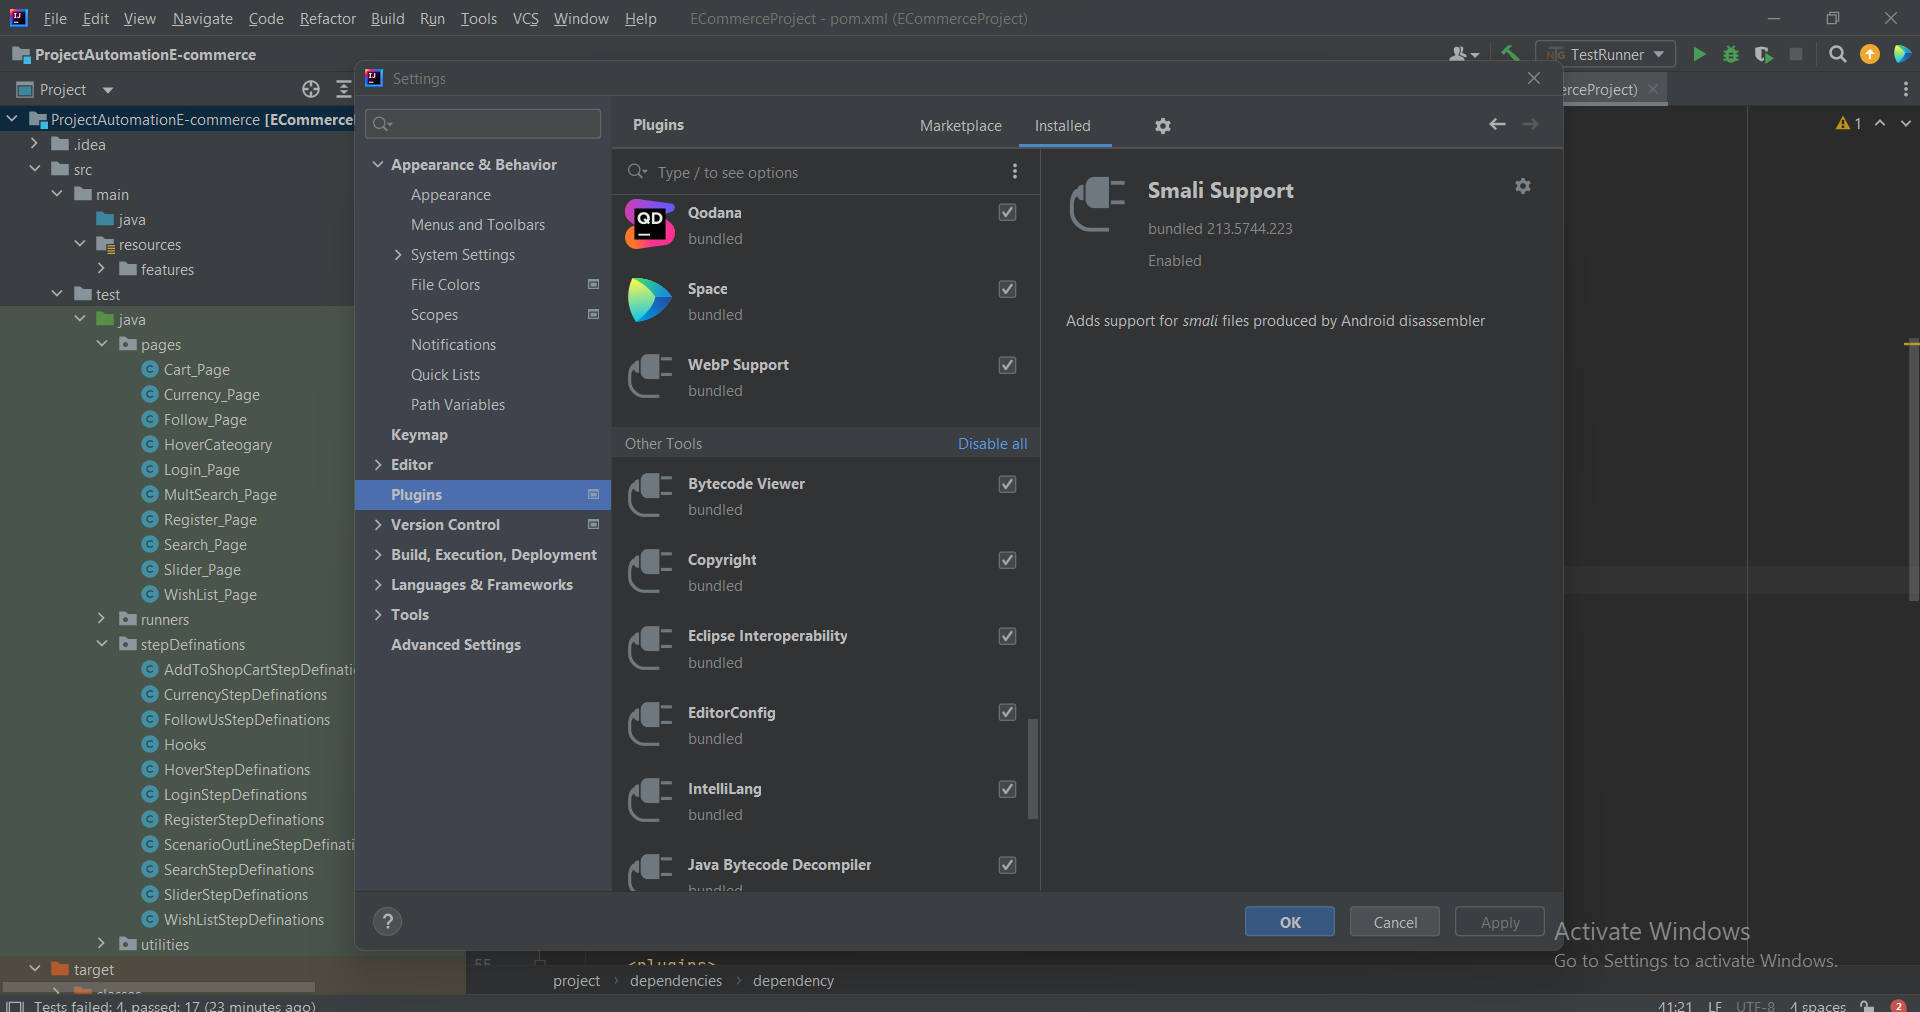 File Edit View Navigate Code Refactor Build Run Tools VCS Window Help ECommerceProject - pom.xml (ECommerceProject)
ProjectAutomationE-commerce
TestRunner
Project
Settings
erceProject)
ProjectAutomationE-commerce [ECommerce
.idea
src
main
java
resources
features
test
java
pages
Cart_Page
Currency_Page
Follow_Page
HoverCateogary
Login_Page
MultSearch_Page
Register_Page
Search_Page
Slider_Page
WishList_Page
runners
stepDefinations
AddToShopCartStepDefinati
CurrencyStepDefinations
FollowUsStepDefinations
Hooks
HoverStepDefinations
LoginStepDefinations
RegisterStepDefinations
ScenarioOutLineStepDefinati
SearchStepDefinations
SliderStepDefinations
WishListStepDefinations
utilities
target
classes
Appearance & Behavior
Appearance
Menus and Toolbars
System Settings
File Colors
Scopes
Notifications
Quick Lists
Path Variables
Keymap
Editor
Plugins
Version Control
Build, Execution, Deployment
Languages & Frameworks
Tools
Advanced Settings
Plugins Marketplace Installed
Type / to see options
QD
Qodana
bundled
Space
bundled
WebP Support
bundled
Other Tools Disable all
Bytecode Viewer
bundled
Copyright
bundled
Eclipse Interoperability
bundled
EditorConfig
bundled
IntelliLang
bundled
Java Bytecode Decompiler
bundled
Smali Support
bundled 213.5744.223
Enabled
Adds support for smali files produced by Android disassembler
1
?
OK Cancel Apply
Activate Windows
Go to Settings to activate Windows.
55 <plugins>
project › dependencies › dependency
Tests failed: 4, passed: 17 (23 minutes ago)
41:21 LF UTF-8 4 spaces 2